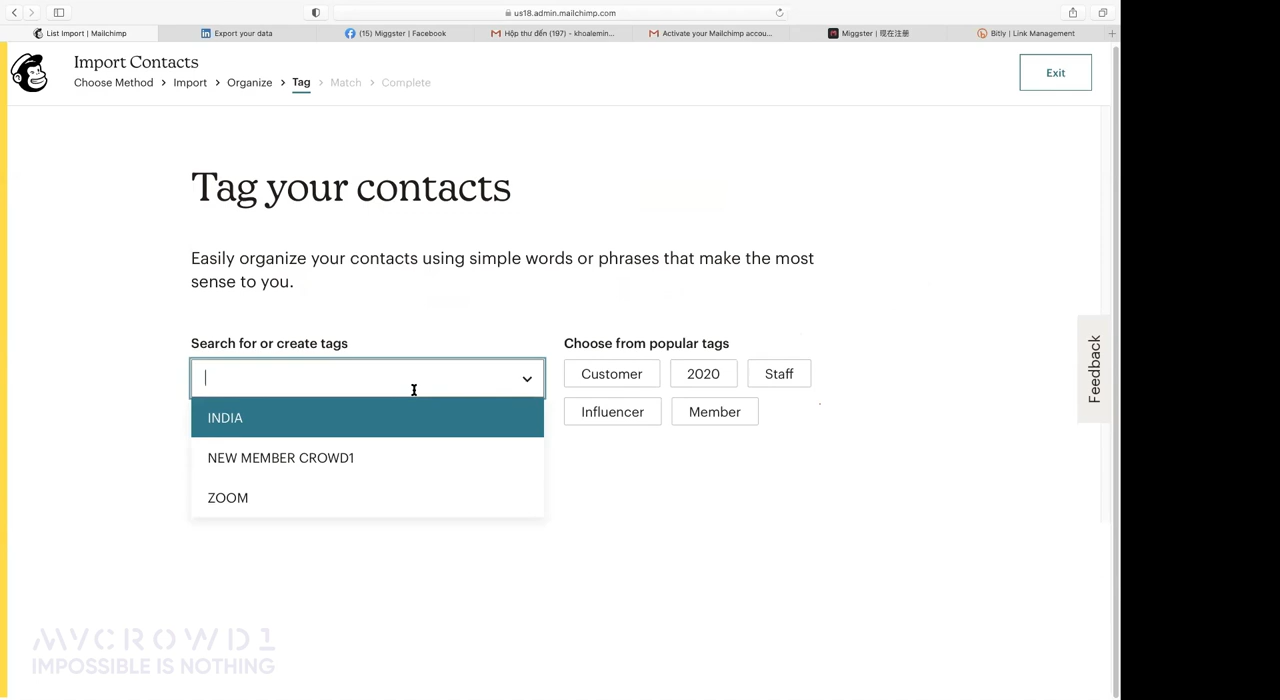 us18.admin.mailchimp.com
List Import | Mailchimp
Export your data
(15) Miggster | Facebook
Hộp thư đến (197) - khoalemin...
Activate your Mailchimp accou...
Miggster | 现在注册
Bitly | Link Management
Import Contacts
Choose Method > Import > Organize > Tag > Match > Complete
Exit
Tag your contacts
Easily organize your contacts using simple words or phrases that make the most
sense to you.
Search for or create tags
INDIA
NEW MEMBER CROWD1
ZOOM
Choose from popular tags
Customer 2020 Staff
Influencer Member
Feedback
MYCROWD1
IMPOSSIBLE IS NOTHING